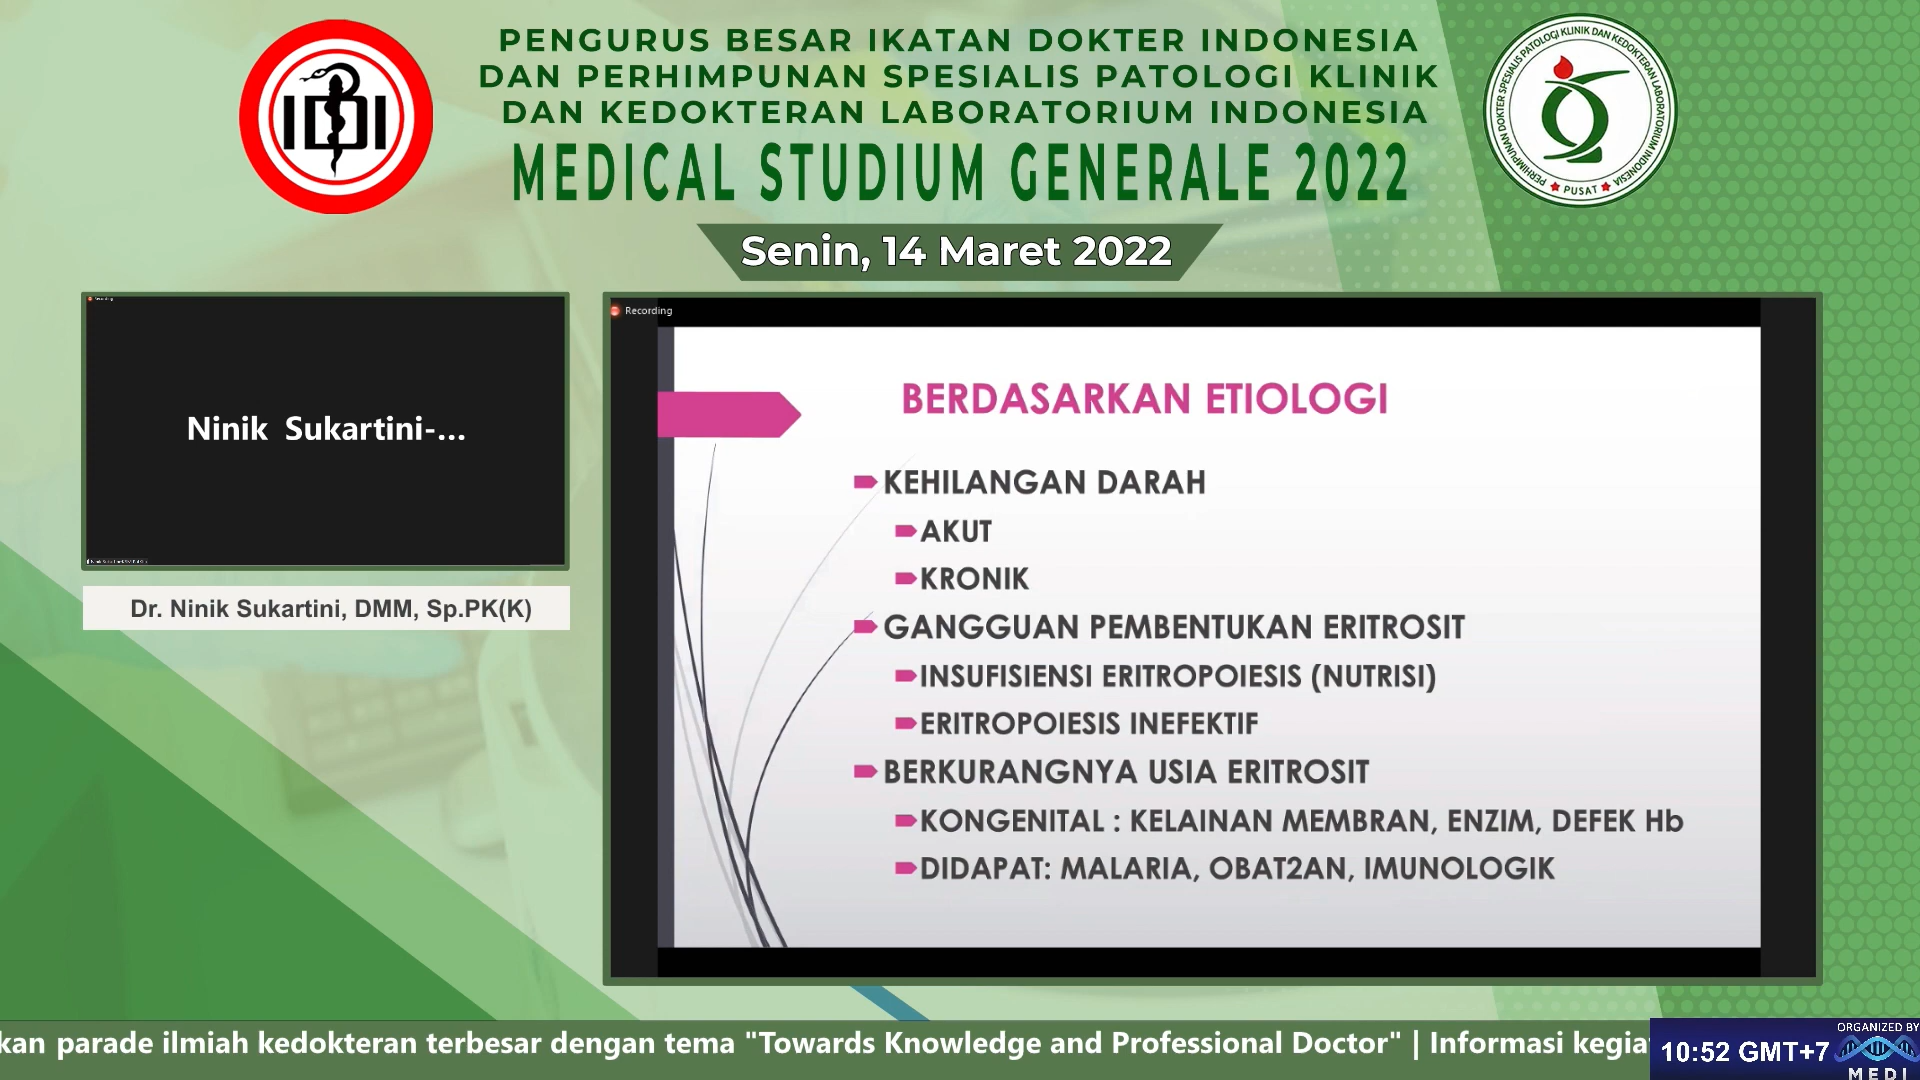 PENGURUS BESAR IKATAN DOKTER INDONESIA
DAN PERHIMPUNAN SPESIALIS PATOLOGI KLINIK
DAN KEDOKTERAN LABORATORIUM INDONESIA
MEDICAL STUDIUM GENERALE 2022
Senin, 14 Maret 2022
IDI
PERHIMPUNAN DOKTER SPESIALIS PATOLOGI KLINIK DAN KEDOKTERAN LABORATORIUM INDONESIA
PUSAT
Recording
Ninik Sukartini-...
Dr. Ninik Sukartini, DMM, Sp.PK(K)
Recording
BERDASARKAN ETIOLOGI
KEHILANGAN DARAH
AKUT
KRONIK
GANGGUAN PEMBENTUKAN ERITROSIT
INSUFISIENSI ERITROPOIESIS (NUTRISI)
ERITROPOIESIS INEFEKTIF
BERKURANGNYA USIA ERITROSIT
KONGENITAL : KELAINAN MEMBRAN, ENZIM, DEFEK Hb
DIDAPAT: MALARIA, OBAT2AN, IMUNOLOGIK
kan parade ilmiah kedokteran terbesar dengan tema "Towards Knowledge and Professional Doctor" | Informasi kegia
10:52 GMT+7
ORGANIZED BY
MEDI